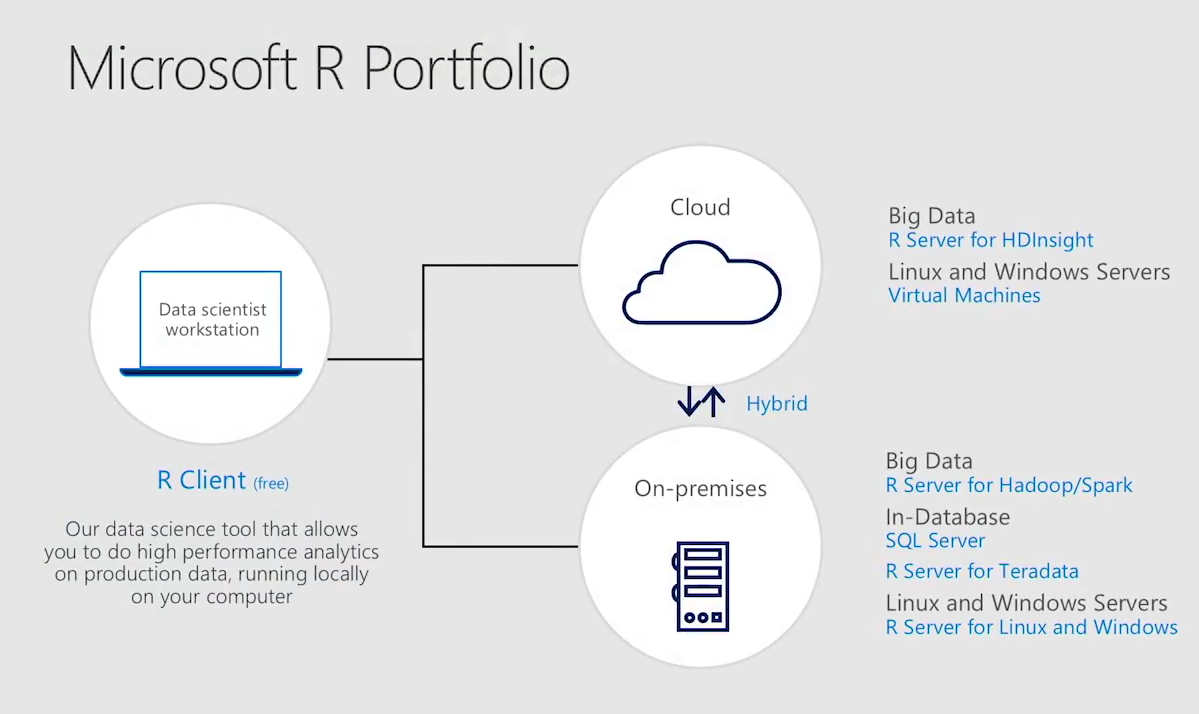 Microsoft R Portfolio
Data scientist
workstation
R Client (free)
Our data science tool that allows
you to do high performance analytics
on production data, running locally
on your computer
Cloud
Big Data
R Server for HDInsight
Linux and Windows Servers
Virtual Machines
Hybrid
On-premises
Big Data
R Server for Hadoop/Spark
In-Database
SQL Server
R Server for Teradata
Linux and Windows Servers
R Server for Linux and Windows